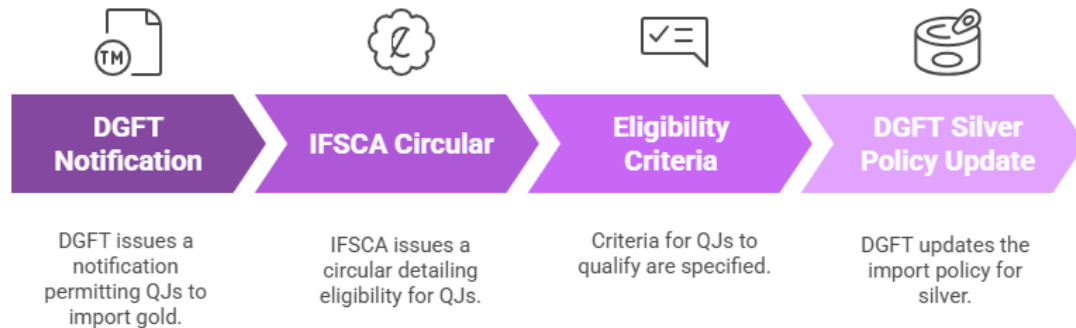 TM
DGFT
Notification
IFSCA Circular
Eligibility
Criteria
DGFT Silver
Policy Update
DGFT issues a
notification
permitting QJs to
import gold.
IFSCA issues a
circular detailing
eligibility for QJs.
Criteria for QJs to
qualify are specified.
DGFT updates the
import policy for
silver.